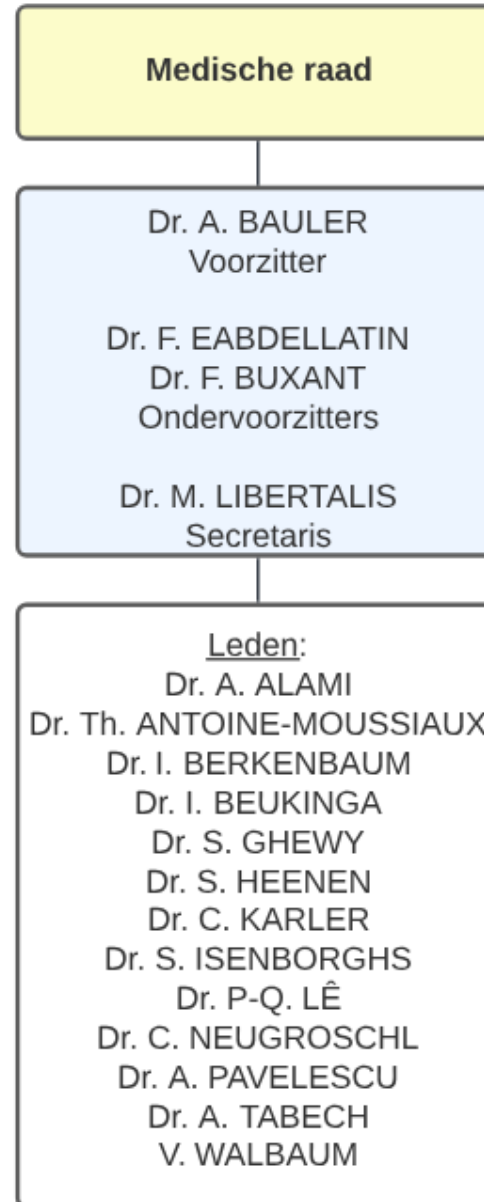 Medische raad
Dr. A. BAULER
Voorzitter
Dr. F. EABDELLATIN
Dr. F. BUXANT
Ondervoorzitters
Dr. M. LIBERTALIS
Secretaris
Leden:
Dr. A. ALAMI
Dr. Th. ANTOINE-MOUSSIAUX
Dr. I. BERKENBAUM
Dr. I. BEUKINGA
Dr. S. GHEWY
Dr. S. HEENEN
Dr. C. KARLER
Dr. S. ISENBORGHS
Dr. P-Q. LÊ
Dr. C. NEUGROSCHL
Dr. A. PAVELESCU
Dr. A. TABECH
V. WALBAUM